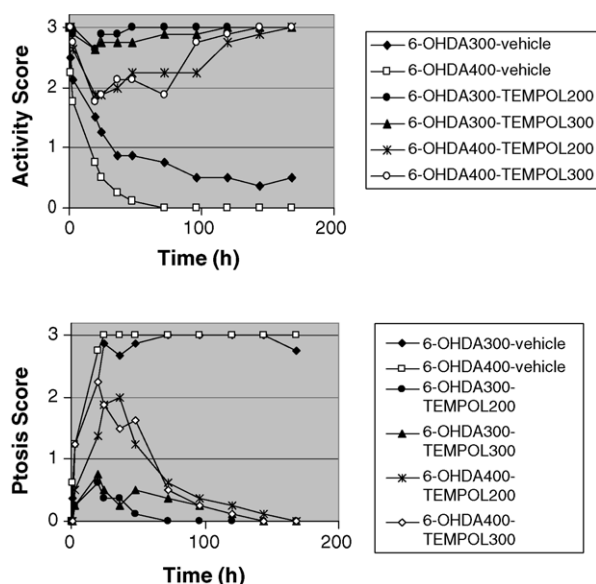 3
2
1
0
0
100
200
Activity Score
Time (h)
6-OHDA300-vehicle
6-OHDA400-vehicle
6-OHDA300-TEMPOL200
6-OHDA300-TEMPOL300
6-OHDA400-TEMPOL200
6-OHDA400-TEMPOL300
3
2
1
0
0
100
200
Ptosis Score
Time (h)
6-OHDA300-vehicle
6-OHDA400-vehicle
6-OHDA300-
TEMPOL200
6-OHDA300-
TEMPOL300
6-OHDA400-
TEMPOL200
6-OHDA400-
TEMPOL300